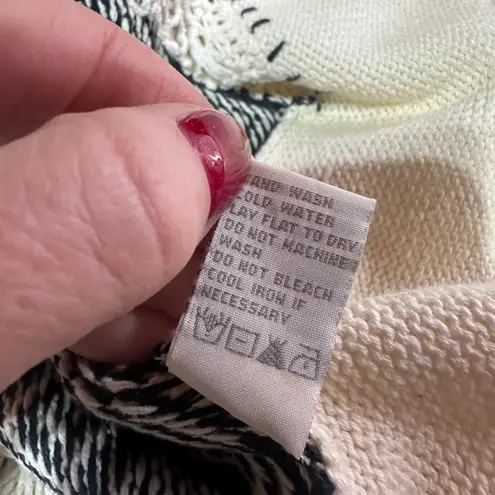 HAND WASH
COLD WATER
LAY FLAT TO DRY
DO NOT MACHINE
WASH
DO NOT BLEACH
COOL IRON IF
NECESSARY